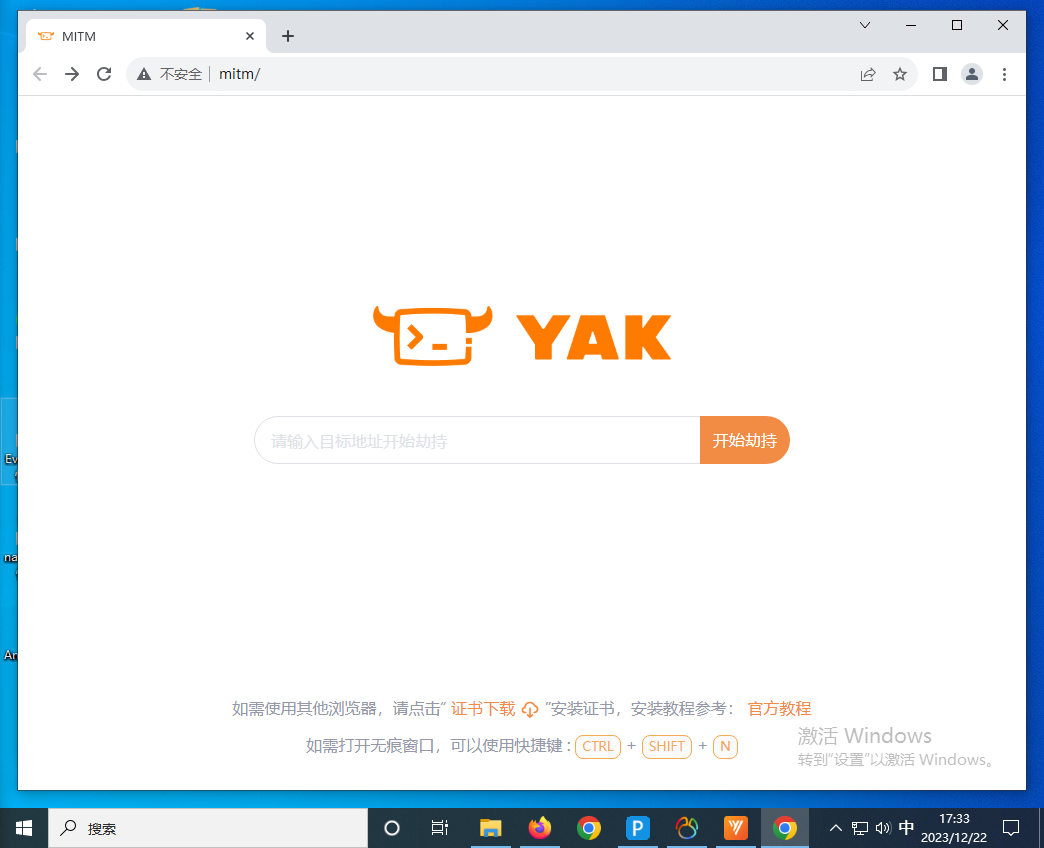 MITM
不安全 mitm/
YAK
请输入目标地址开始劫持 开始劫持
Ev
na
An
如需使用其他浏览器，请点击“ 证书下载 ”安装证书，安装教程参考： 官方教程
如需打开无痕窗口，可以使用快捷键 : CTRL + SHIFT + N
激活 Windows
转到“设置”以激活 Windows。
搜索
P
中
17:33
2023/12/22